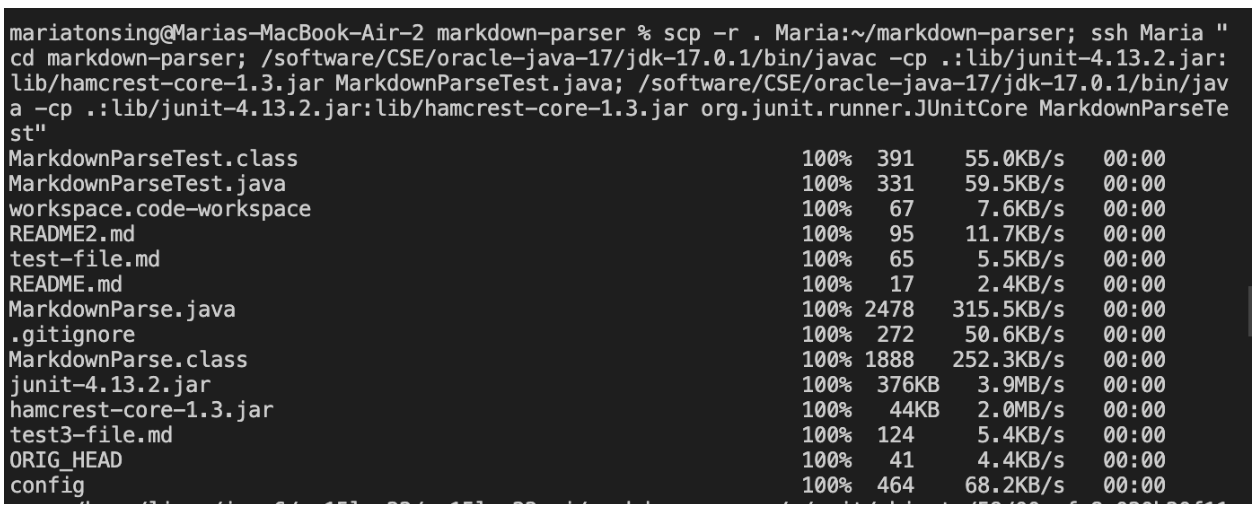 mariatonsing@Marias-MacBook-Air-2 markdown-parser % scp -r . Maria:~/markdown-parser; ssh Maria "
cd markdown-parser; /software/CSE/oracle-java-17/jdk-17.0.1/bin/javac -cp .:lib/junit-4.13.2.jar:
lib/hamcrest-core-1.3.jar MarkdownParseTest.java; /software/CSE/oracle-java-17/jdk-17.0.1/bin/jav
a -cp .:lib/junit-4.13.2.jar:lib/hamcrest-core-1.3.jar org.junit.runner.JUnitCore MarkdownParseTe
st"
MarkdownParseTest.class 100% 391 55.0KB/s 00:00
MarkdownParseTest.java 100% 331 59.5KB/s 00:00
workspace.code-workspace 100% 67 7.6KB/s 00:00
README2.md 100% 95 11.7KB/s 00:00
test-file.md 100% 65 5.5KB/s 00:00
README.md 100% 17 2.4KB/s 00:00
MarkdownParse.java 100% 2478 315.5KB/s 00:00
.gitignore 100% 272 50.6KB/s 00:00
MarkdownParse.class 100% 1888 252.3KB/s 00:00
junit-4.13.2.jar 100% 376KB 3.9MB/s 00:00
hamcrest-core-1.3.jar 100% 44KB 2.0MB/s 00:00
test3-file.md 100% 124 5.4KB/s 00:00
ORIG_HEAD 100% 41 4.4KB/s 00:00
config 100% 464 68.2KB/s 00:00